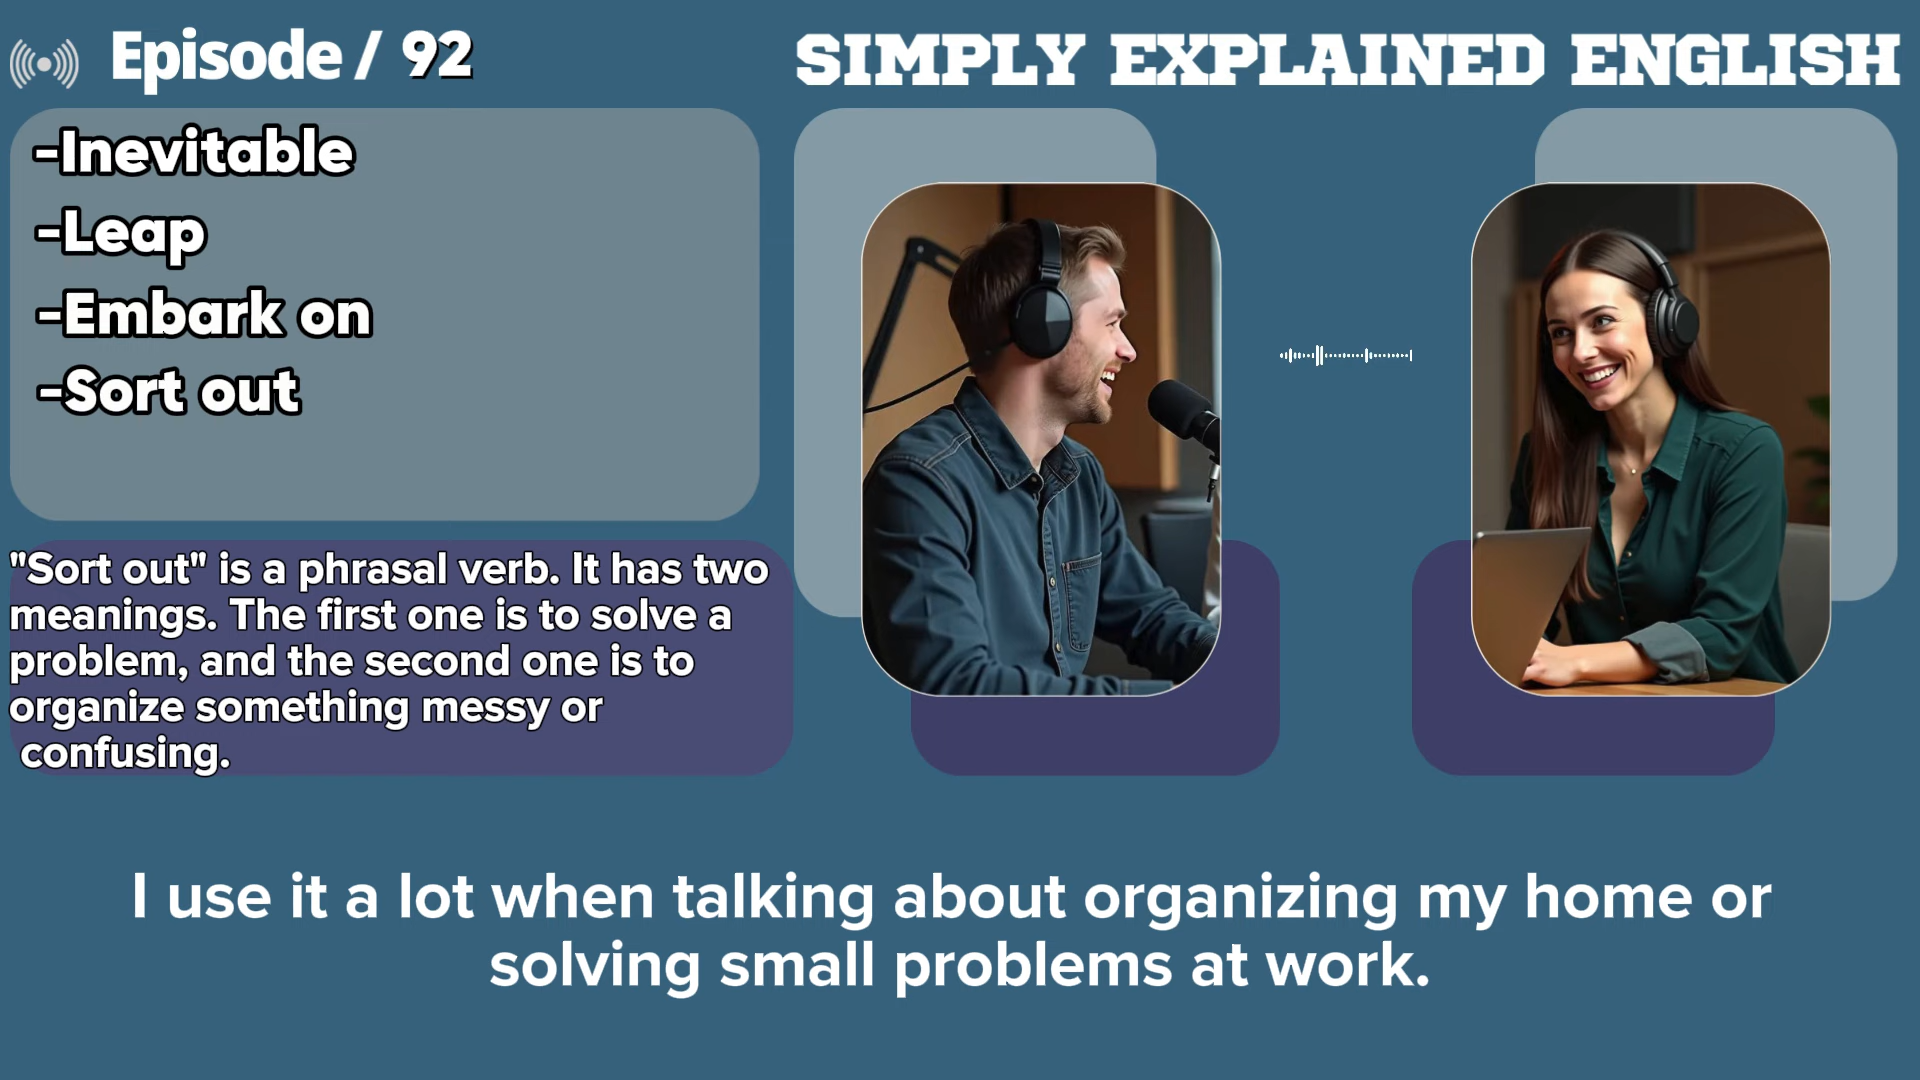 Episode / 92
SIMPLY EXPLAINED ENGLISH
-Inevitable
-Leap
-Embark on
-Sort out
"Sort out" is a phrasal verb. It has two
meanings. The first one is to solve a
problem, and the second one is to
organize something messy or
confusing.
I use it a lot when talking about organizing my home or
solving small problems at work.